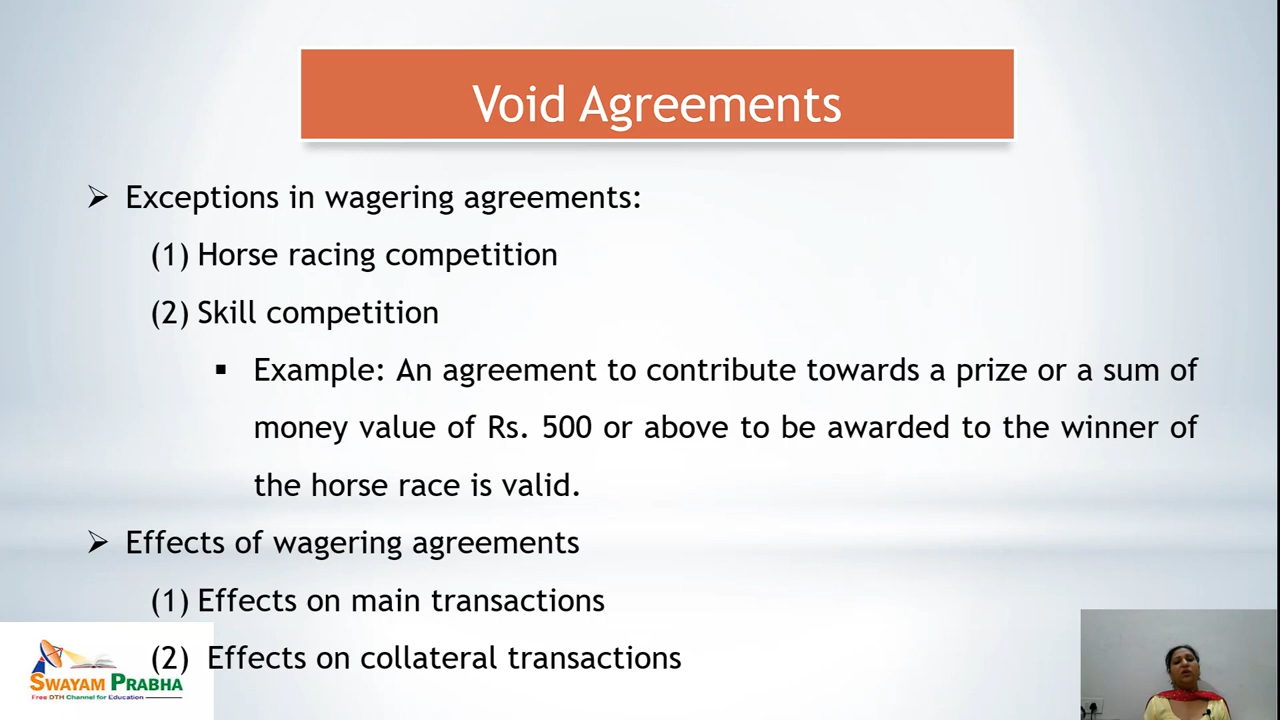 Void Agreements
➢ Exceptions in wagering agreements:
(1) Horse racing competition
(2) Skill competition
▪ Example: An agreement to contribute towards a prize or a sum of
money value of Rs. 500 or above to be awarded to the winner of
the horse race is valid.
➢ Effects of wagering agreements
(1) Effects on main transactions
(2) Effects on collateral transactions
SWAYAM PRABHA
Free DTH Channel for Education